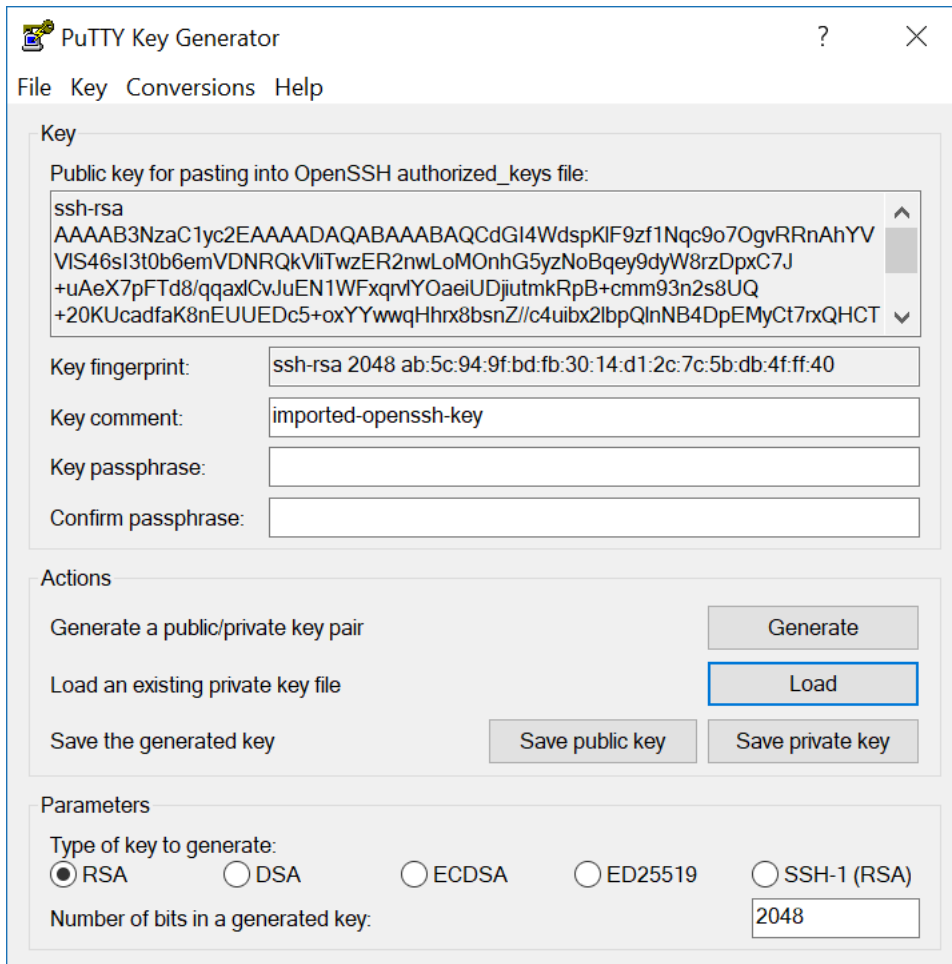 PuTTY Key Generator
? ×
File Key Conversions Help
Key
Public key for pasting into OpenSSH authorized_keys file:
ssh-rsa
AAAAB3NzaC1yc2EAAAADAQABAAABAQCdGI4WdspKlF9zf1Nqc9o7OgvRRnAhYV
VlS46sI3t0b6emVDNRQkVliTwzER2nwLoMOnhG5yzNoBqey9dyW8rzDpxC7J
+uAeX7pFTd8/qqaxlCvJuEN1WFxqrvlYOaeiUDjiutmkRpB+cmm93n2s8UQ
+20KUcadfaK8nEUUEDc5+oxYYwwqHhrx8bsnZ//c4uibx2lbpQlnNB4DpEMyCt7rxQHCT
Key fingerprint: ssh-rsa 2048 ab:5c:94:9f:bd:fb:30:14:d1:2c:7c:5b:db:4f:ff:40
Key comment: imported-openssh-key
Key passphrase:
Confirm passphrase:
Actions
Generate a public/private key pair Generate
Load an existing private key file Load
Save the generated key Save public key Save private key
Parameters
Type of key to generate:
RSA DSA ECDSA ED25519 SSH-1 (RSA)
Number of bits in a generated key: 2048